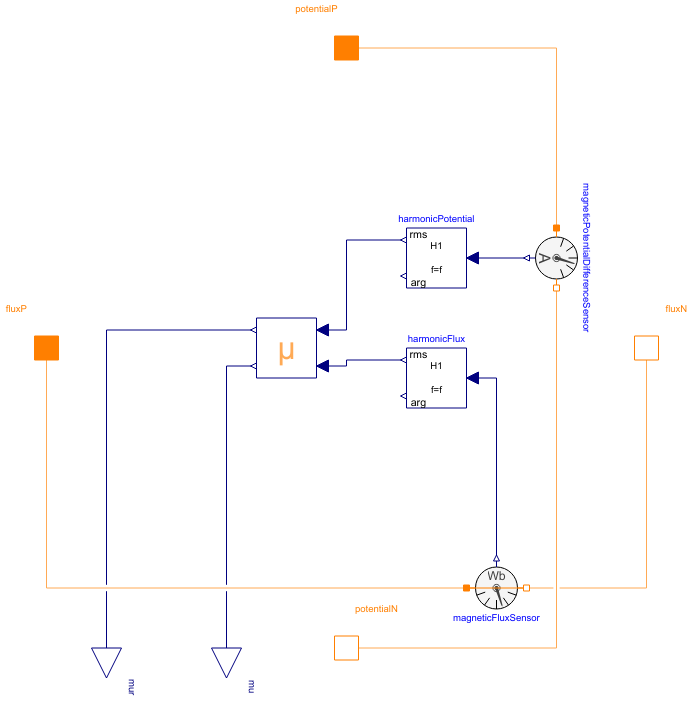 potentialP
magneticPotentialDifferenceSensor
harmonicPotential
rms
H1
f=f
arg
A
fluxP
fluxN
μ
harmonicFlux
rms
H1
f=f
arg
Wb
magneticFluxSensor
potentialN
mur
mu